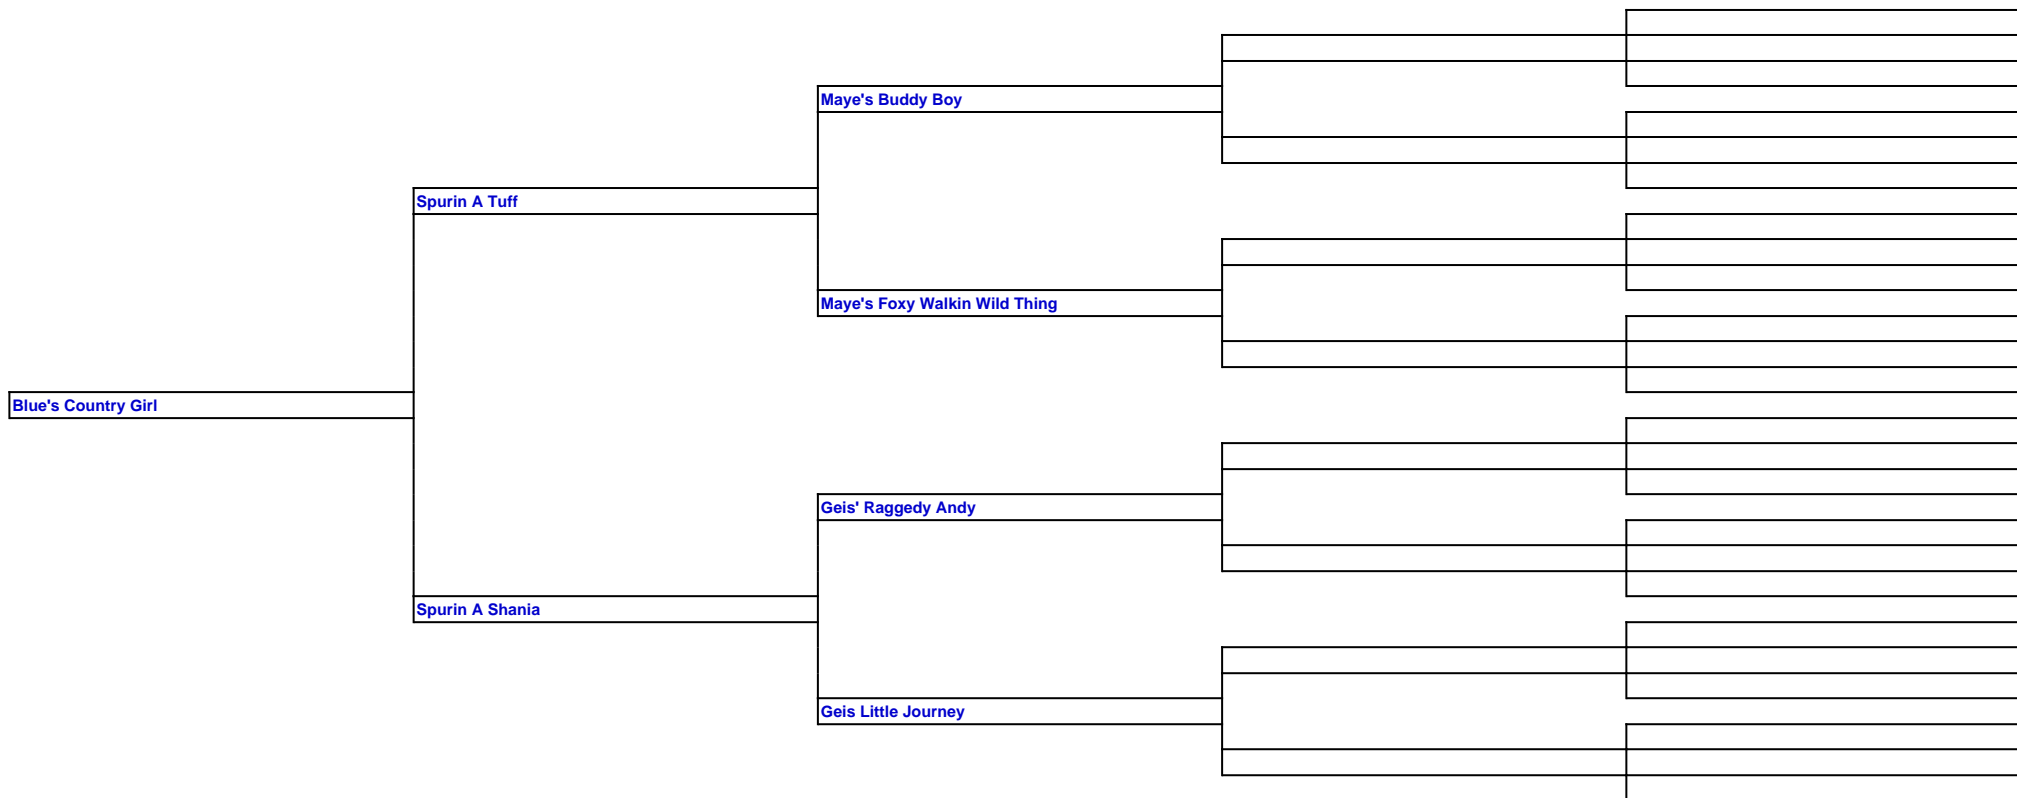 Maye's Buddy Boy
Spurin A Tuff
Maye's Foxy Walkin Wild Thing
Blue's Country Girl
Geis' Raggedy Andy
Spurin A Shania
Geis Little Journey